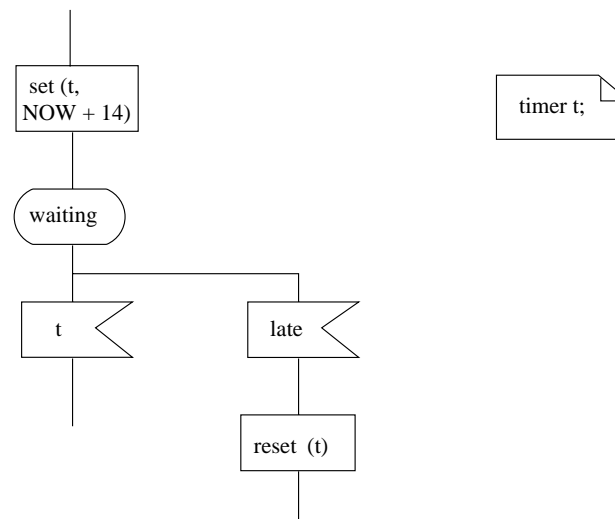 set (t,
NOW + 14)
timer t;
waiting
t
late
reset (t)